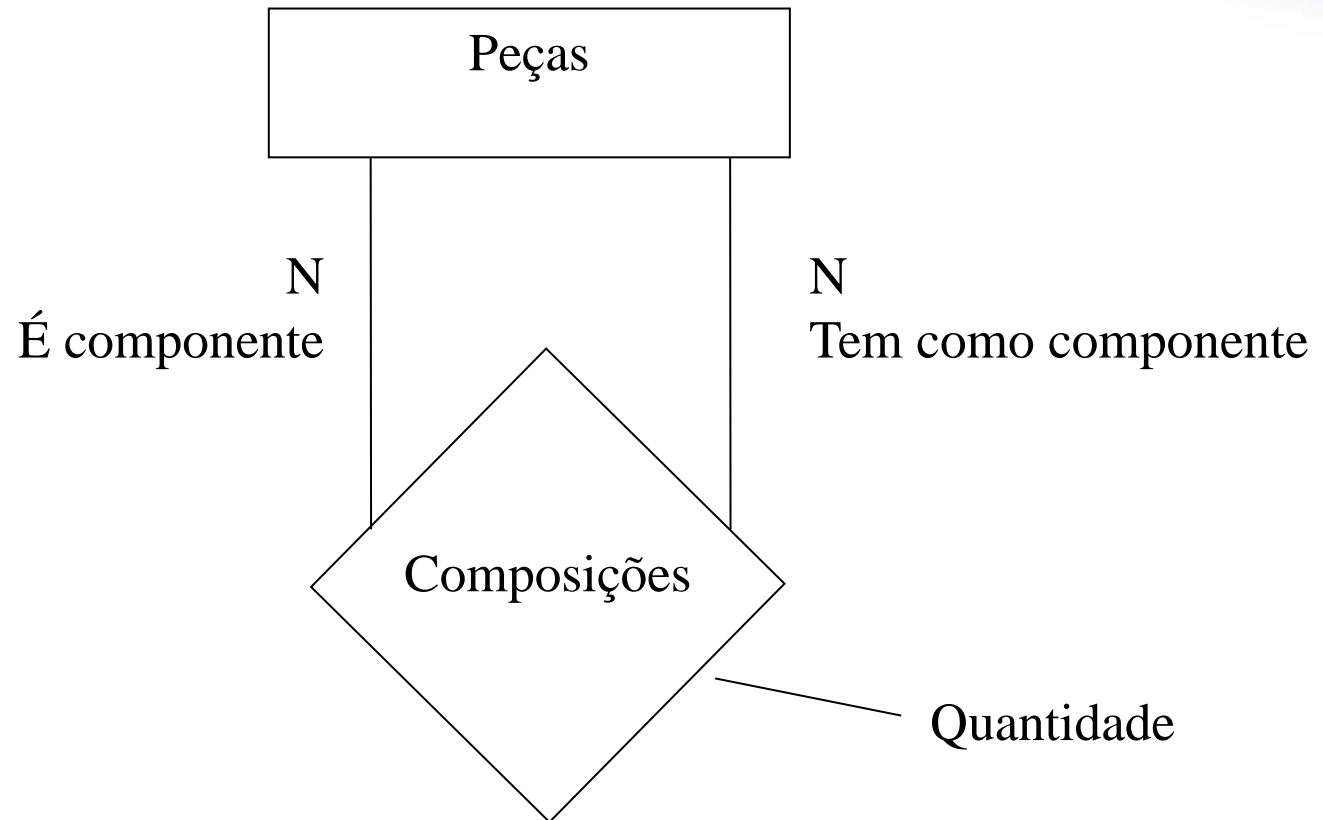 Peças
N
É componente
N
Tem como componente
Composições
Quantidade